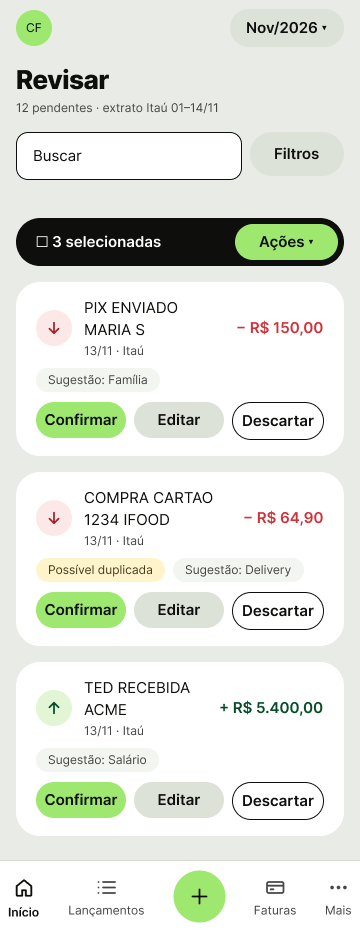 CF
Nov/2026 ▾
Revisar
12 pendentes · extrato Itaú 01–14/11
Buscar
Filtros
☐ 3 selecionadas
Ações ▾
PIX ENVIADO
MARIA S
− R$ 150,00
13/11 · Itaú
Sugestão: Família
Confirmar
Editar
Descartar
COMPRA CARTAO
1234 IFOOD
− R$ 64,90
13/11 · Itaú
Possível duplicada
Sugestão: Delivery
Confirmar
Editar
Descartar
TED RECEBIDA
ACME
+ R$ 5.400,00
13/11 · Itaú
Sugestão: Salário
Confirmar
Editar
Descartar
Início
Lançamentos
Faturas
Mais